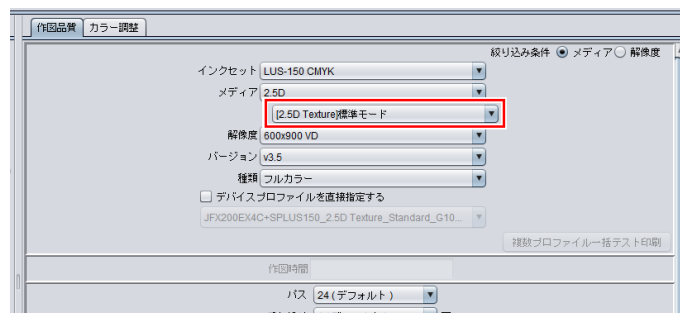 作図品質 カラー調整
絞り込み条件 メディア 解像度
インクセット LUS-150 CMYK
メディア 2.5D
[2.5D Texture]標準モード
解像度 600x900 VD
バージョン v3.5
種類 フルカラー
デバイスプロファイルを直接指定する
JFX200EX4C+SPLUS150_2.5D Texture_Standard_G10...
複数プロファイル一括テスト印刷
作図時間
パス 24(デフォルト)